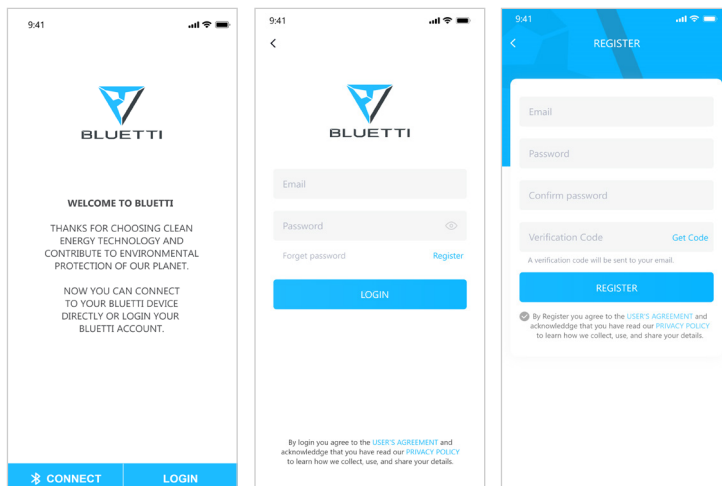 9:41
BLUETTI
WELCOME TO BLUETTI
THANKS FOR CHOOSING CLEAN
ENERGY TECHNOLOGY AND
CONTRIBUTE TO ENVIRONMENTAL
PROTECTION OF OUR PLANET.
NOW YOU CAN CONNECT
TO YOUR BLUETTI DEVICE
DIRECTLY OR LOGIN YOUR
BLUETTI ACCOUNT.
CONNECT
LOGIN
9:41
BLUETTI
Email
Password
Forget password
Register
LOGIN
By login you agree to the USER'S AGREEMENT and
acknowleddge that you have read our PRIVACY POLICY
to learn how we collect, use, and share your details.
9:41
REGISTER
Email
Password
Confirm password
Verification Code
Get Code
A verification code will be sent to your email.
REGISTER
By Register you agree to the USER'S AGREEMENT and
acknowleddge that you have read our PRIVACY POLICY
to learn how we collect, use, and share your details.